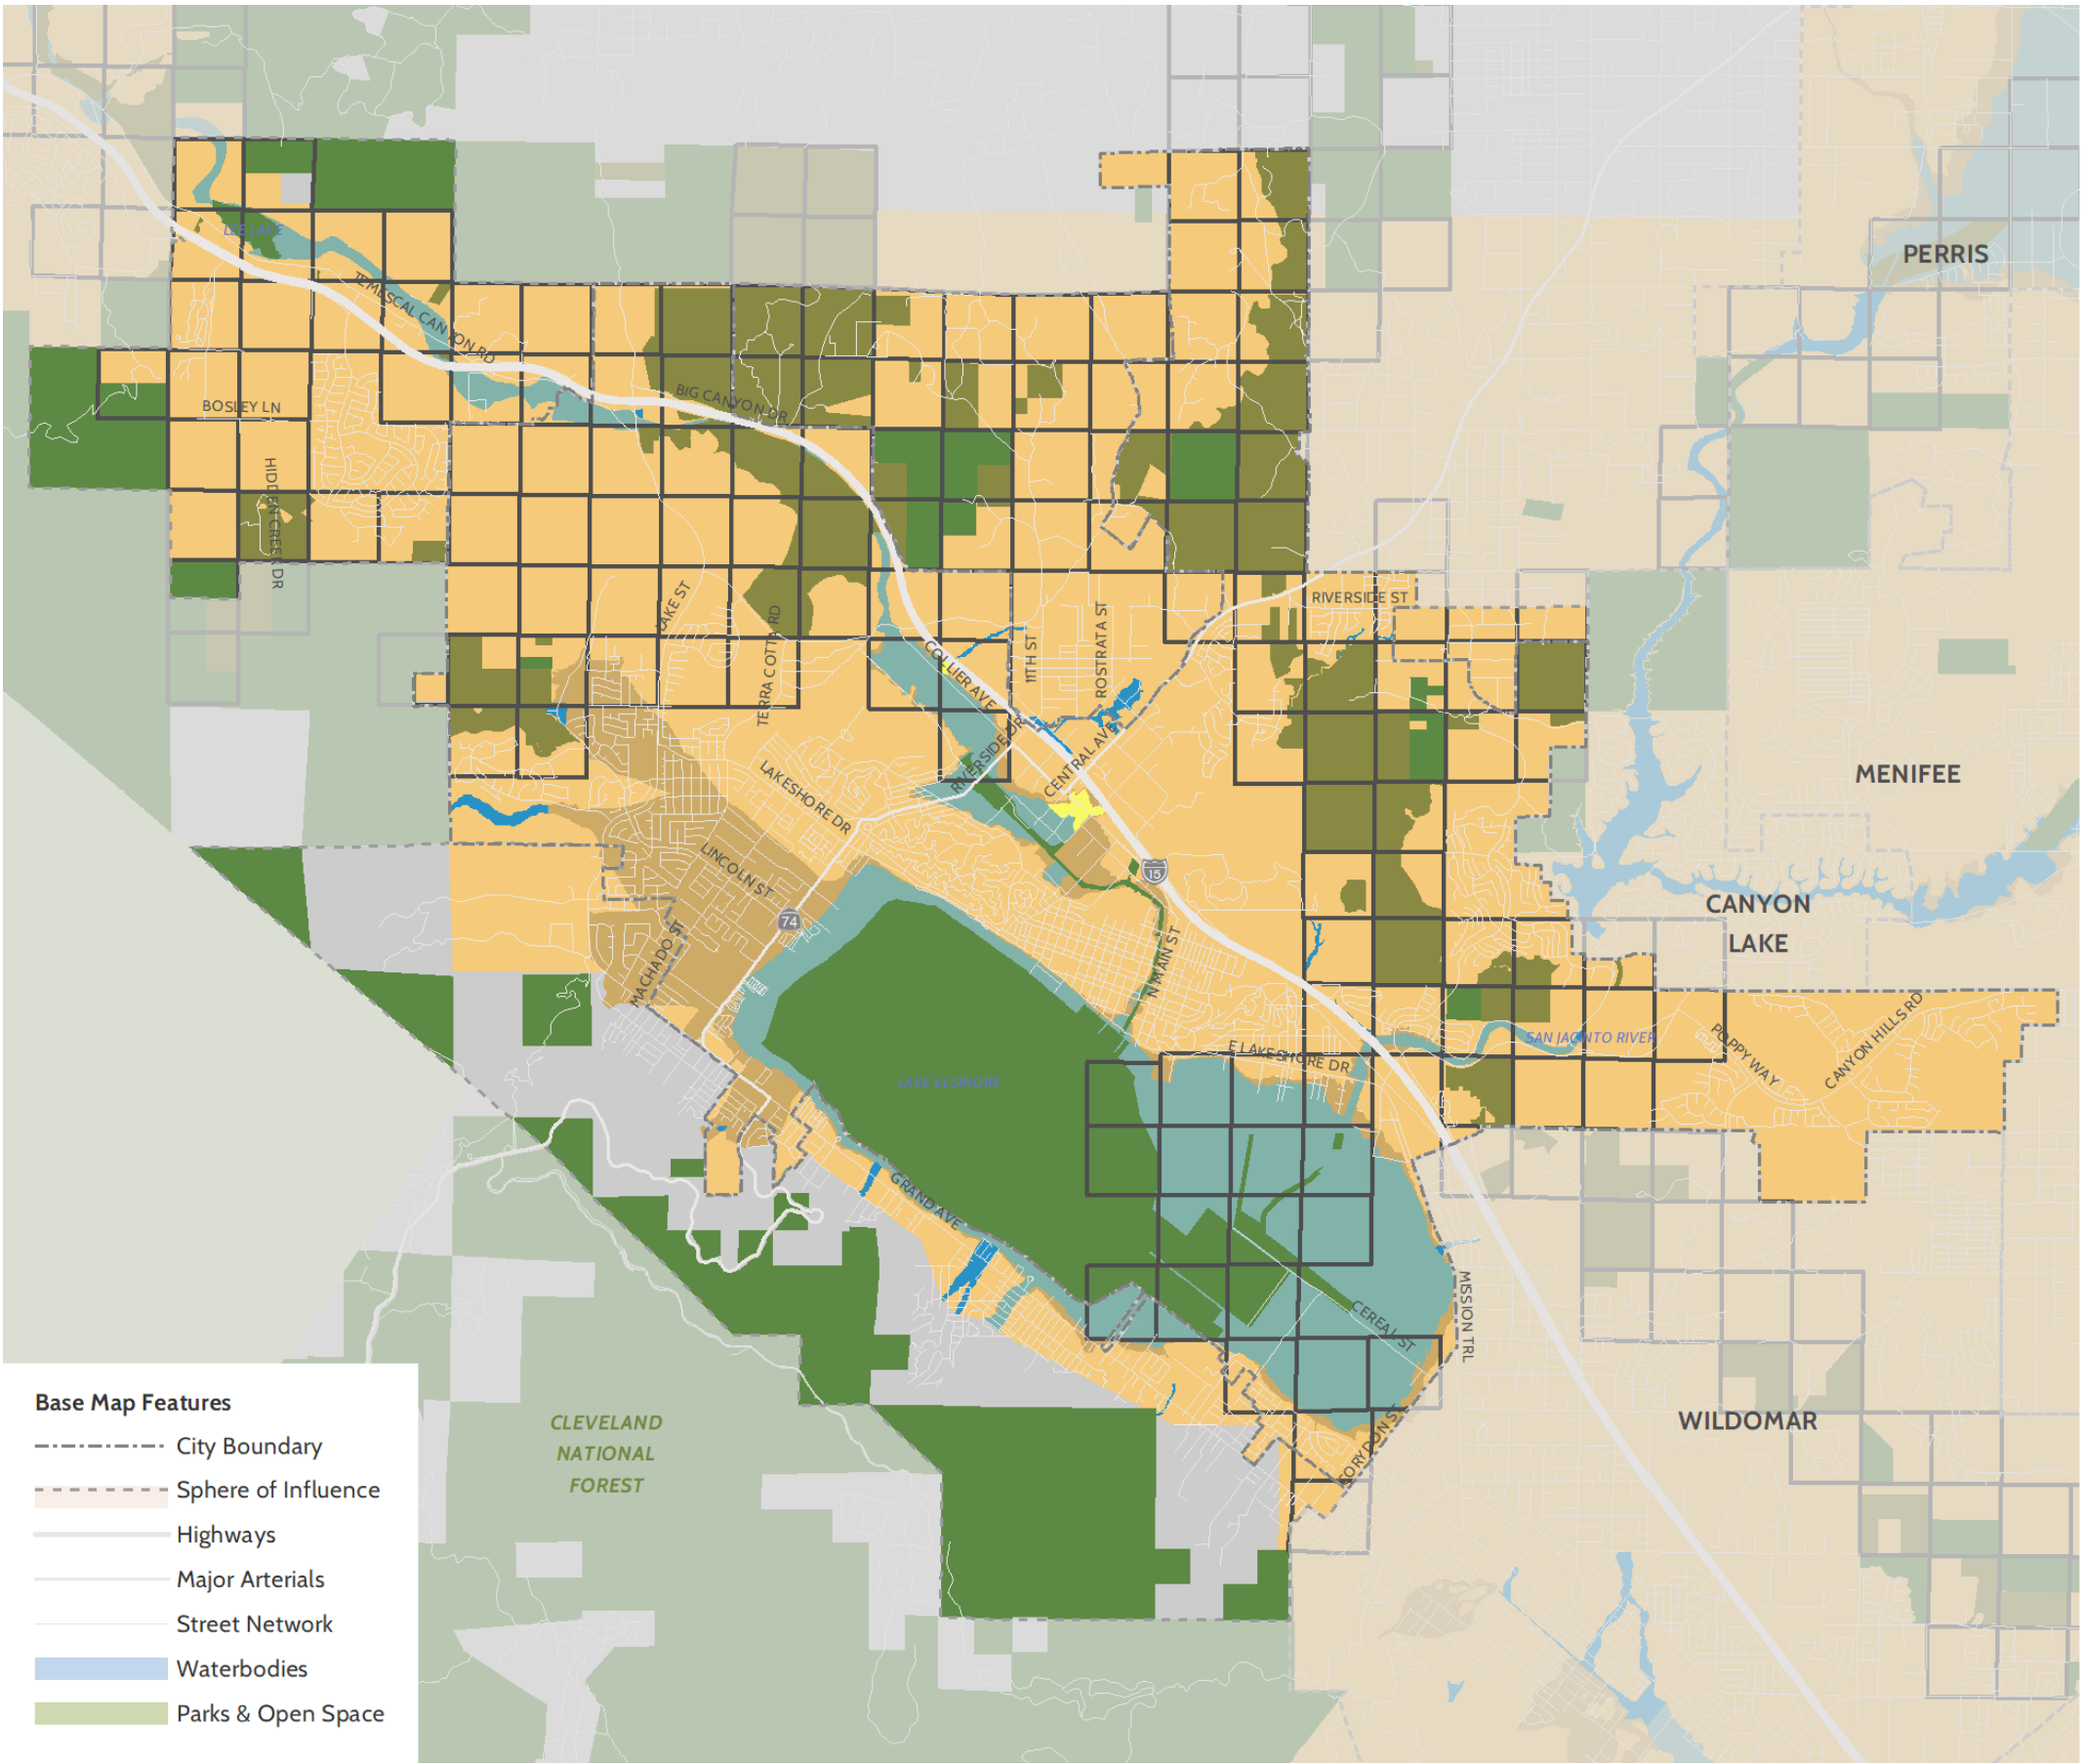 PERRIS
LEE LAKE
TEMESCAL CANYON RD
BIG CANYON DR
BOSLEY LN
HIDDEN CREEK DR
RIVERSIDE ST
LAKE ST
TERRA COTTA RD
COLLIER AVE
11TH ST
ROSTRATA ST
RIVERSIDE DR
CENTRAL AVE
MENIFEE
LAKESHORE DR
LINCOLN ST
15
74
CANYON
LAKE
MACHADO ST
N MAIN ST
SAN JACINTO RIVER
POPPY WAY
CANYON HILLS RD
E LAKESHORE DR
LAKE ELSINORE
GRAND AVE
MISSION TRL
CEREAL ST
CORYDON ST
WILDOMAR
CLEVELAND
NATIONAL
FOREST
Base Map Features
City Boundary
Sphere of Influence
Highways
Major Arterials
Street Network
Waterbodies
Parks & Open Space